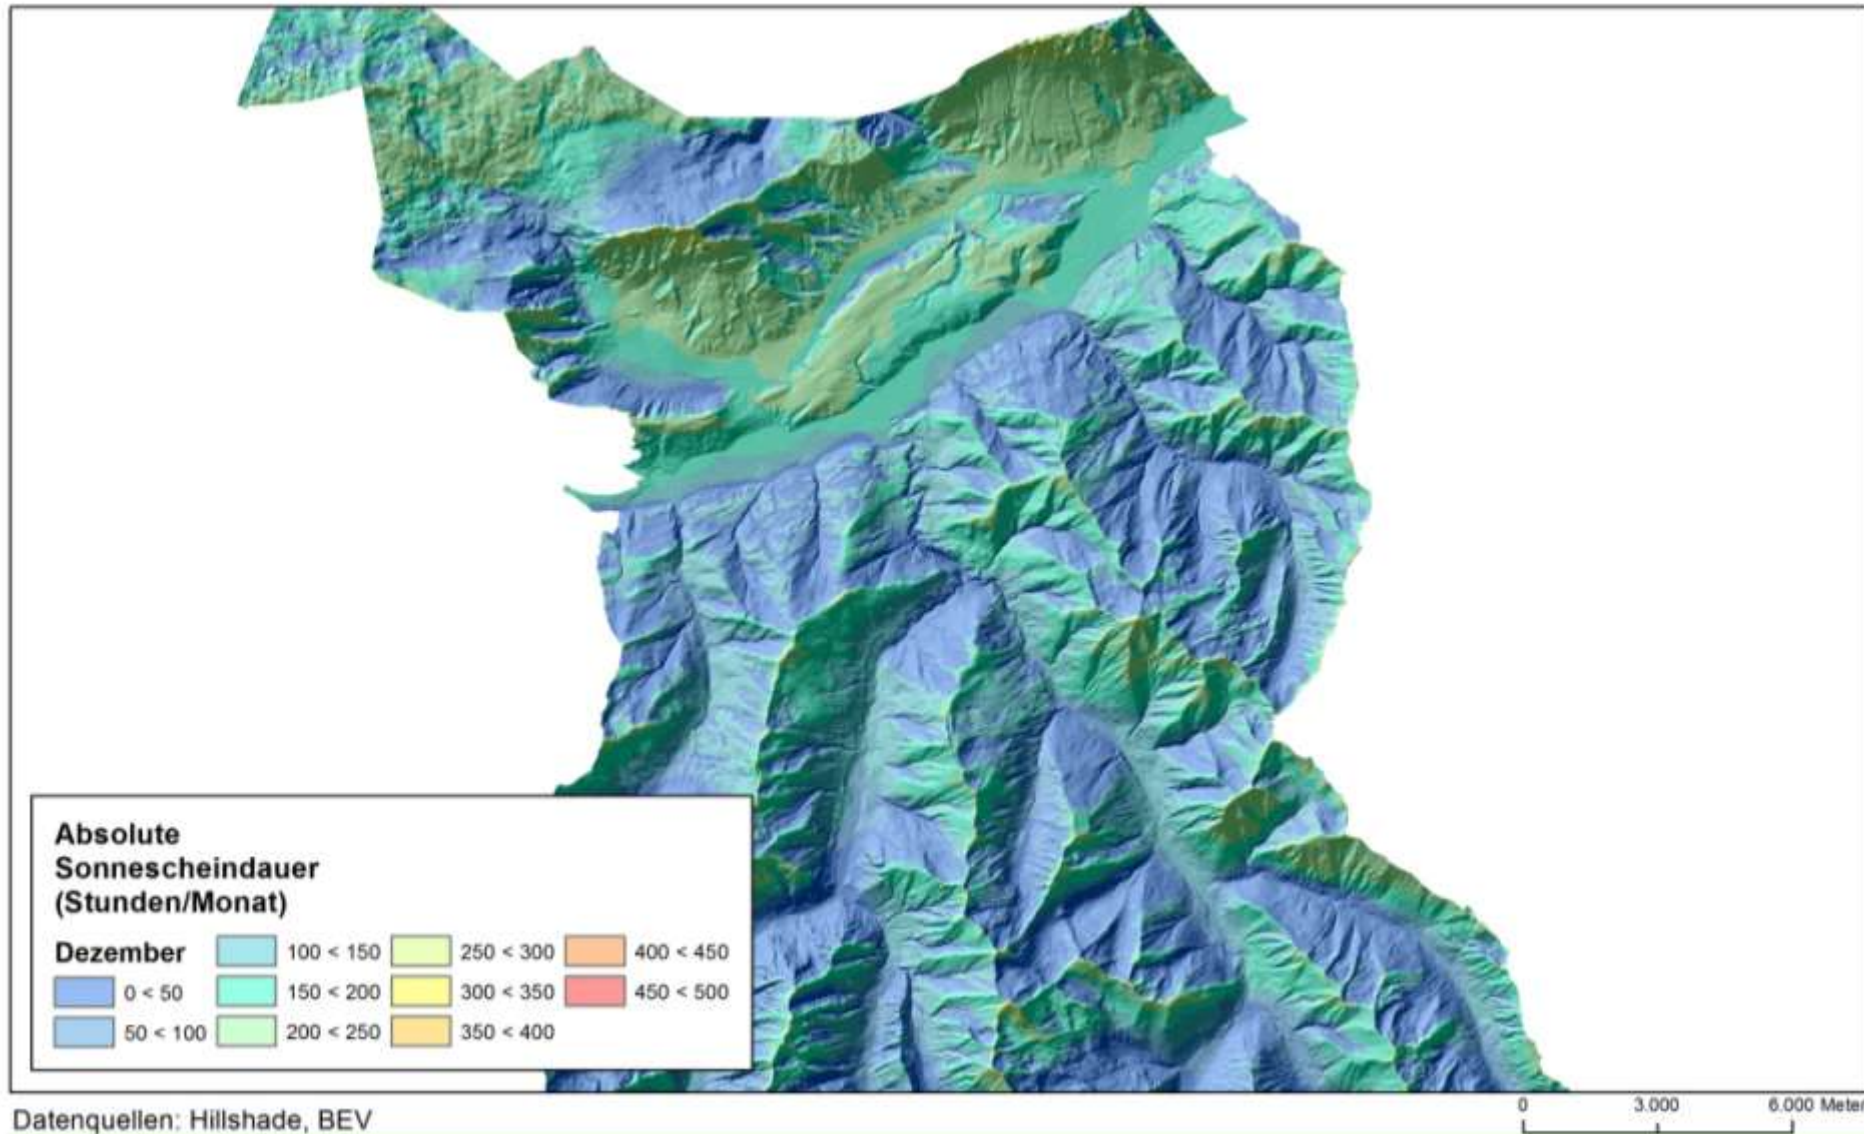 Absolute
Sonnescheindauer
(Stunden/Monat)
Dezember
0 < 50
50 < 100
100 < 150
150 < 200
200 < 250
250 < 300
300 < 350
350 < 400
400 < 450
450 < 500
Datenquellen: Hillshade, BEV
0 3.000 6.000 Meter